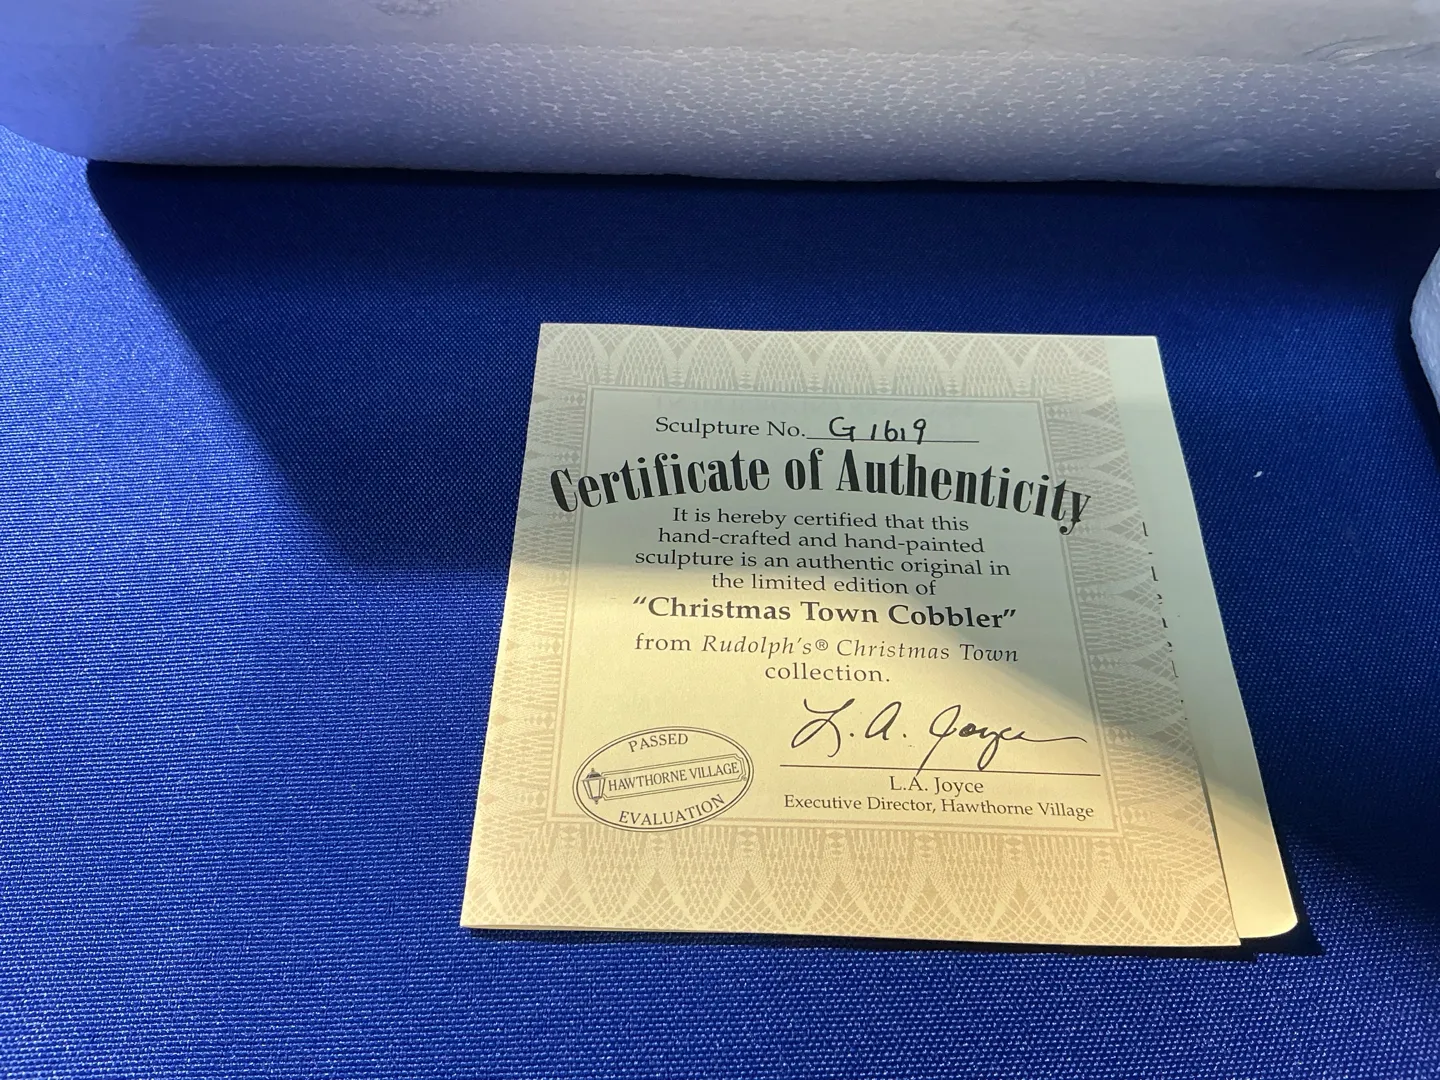 Sculpture No. G1619
Certificate of Authenticity
It is hereby certified that this
hand-crafted and hand-painted
sculpture is an authentic original in
the limited edition of
“Christmas Town Cobbler”
from Rudolph's® Christmas Town
collection.
L. A. Joyce
L.A. Joyce
Executive Director, Hawthorne Village
PASSED
HAWTHORNE VILLAGE
EVALUATION